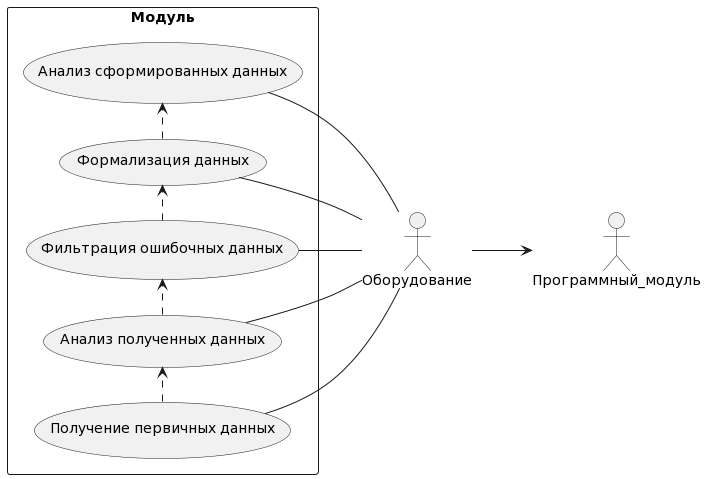 Модуль
Анализ сформированных данных
Формализация данных
Фильтрация ошибочных данных
Оборудование
Программный_модуль
Анализ полученных данных
Получение первичных данных